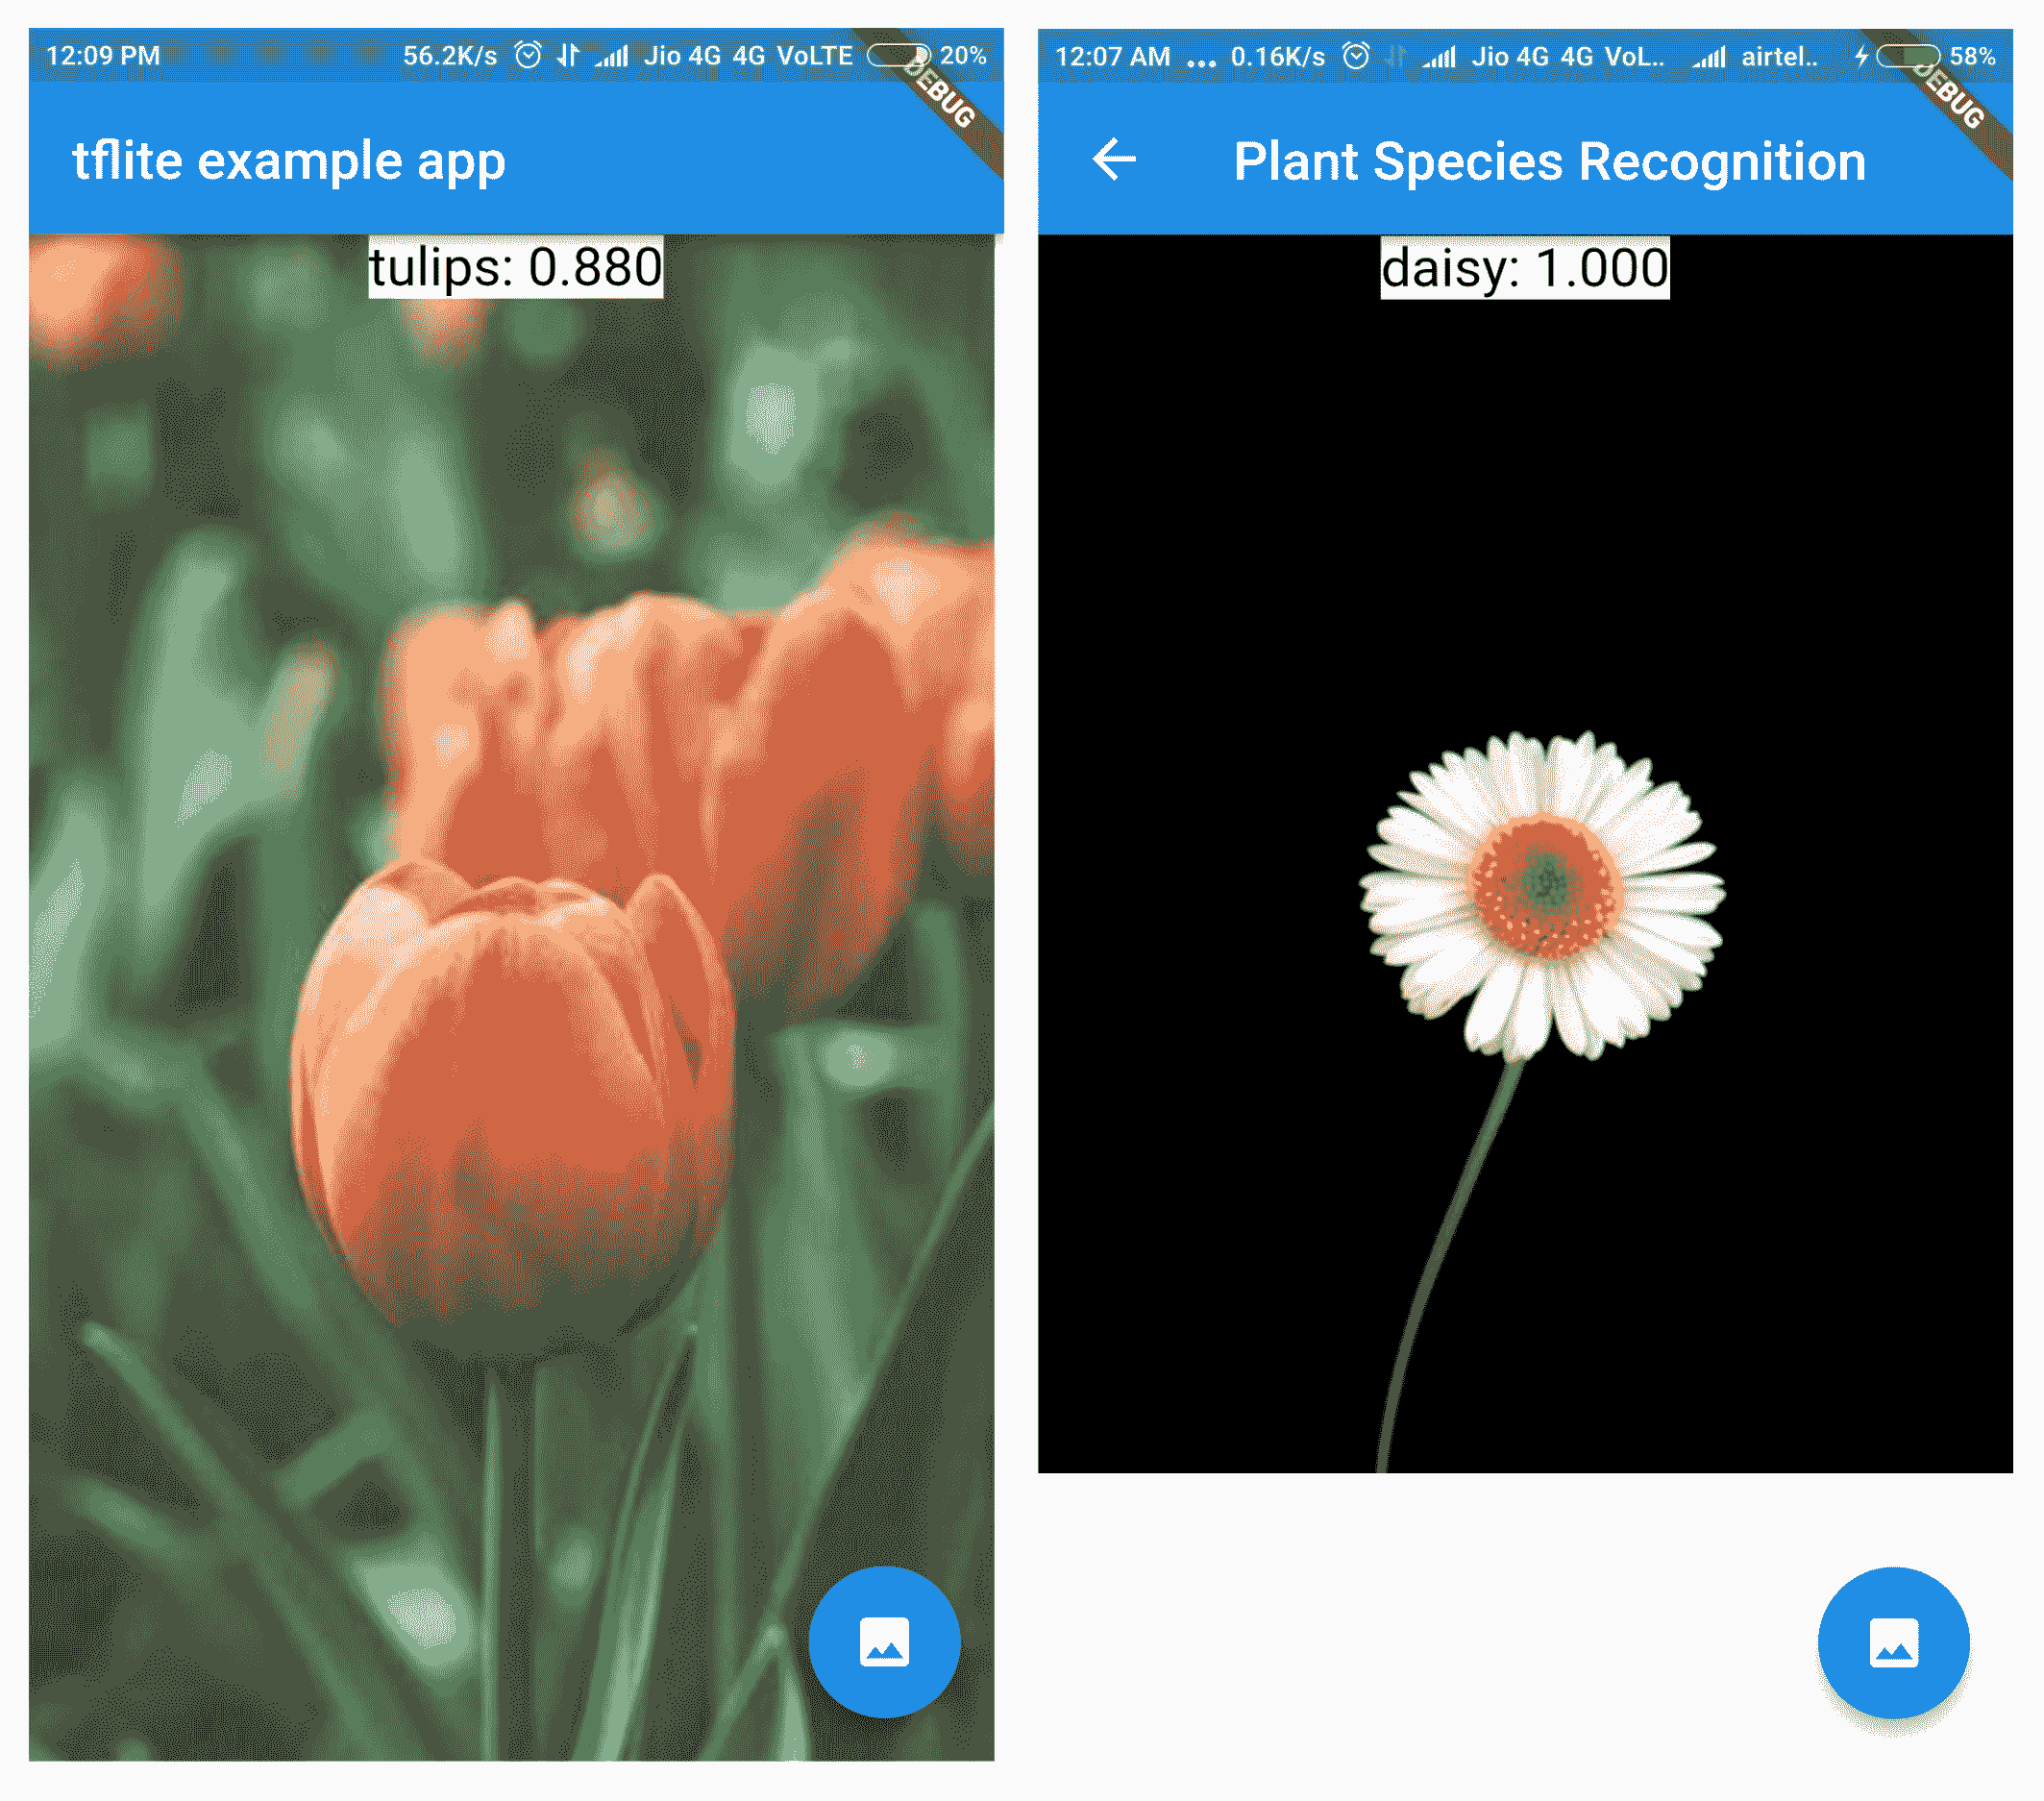 12:09 PM 56.2K/s Jio 4G 4G VoLTE 20%
DEBUG
tflite example app
tulips: 0.880
12:07 AM ... 0.16K/s Jio 4G 4G VoL.. airtel.. 58%
DEBUG
Plant Species Recognition
daisy: 1.000